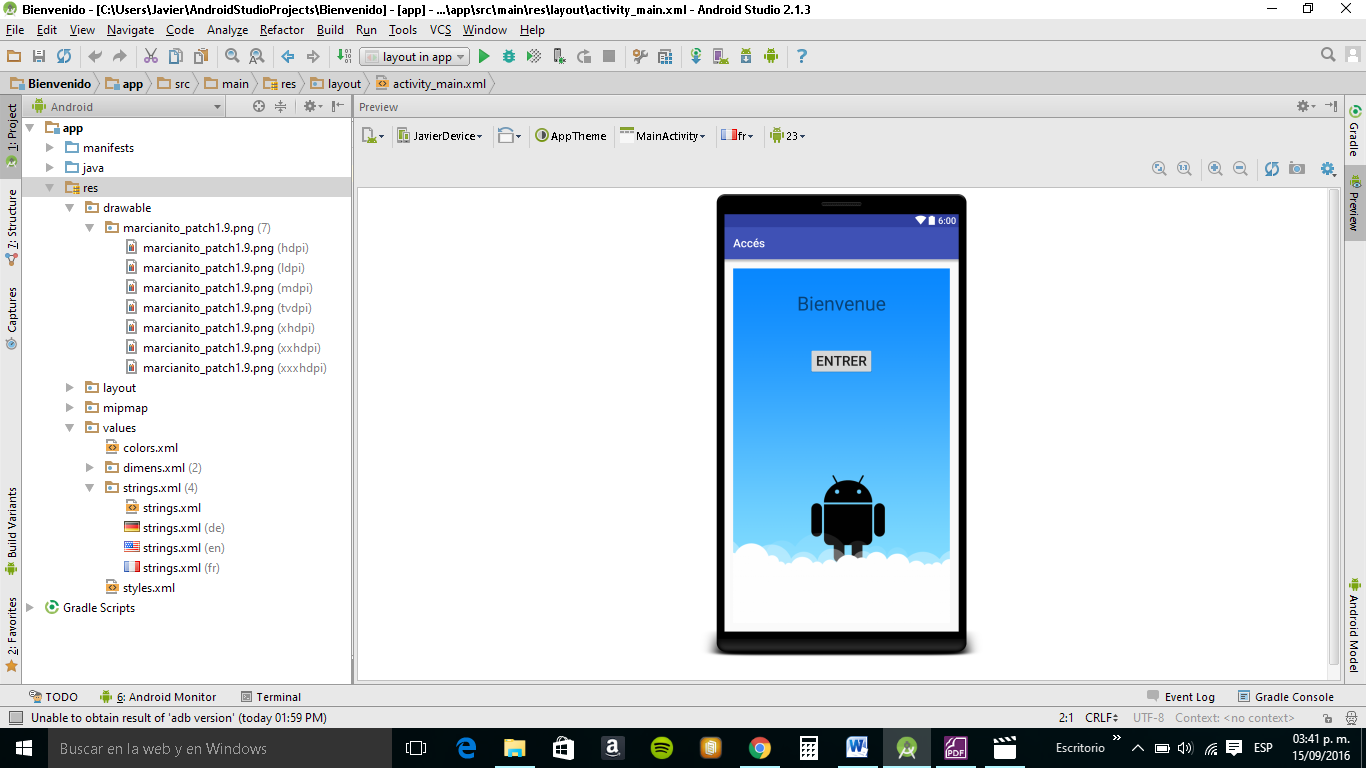 Bienvenido - [C:\Users\Javier\AndroidStudioProjects\Bienvenido] - [app] - ...\app\src\main\res\layout\activity_main.xml - Android Studio 2.1.3
File Edit View Navigate Code Analyze Refactor Build Run Tools VCS Window Help
layout in app
Bienvenido app src main res layout activity_main.xml
Android
Preview
1: Project
7: Structure
Captures
Build Variants
2: Favorites
app
manifests
java
res
drawable
marcianito_patch1.9.png (7)
marcianito_patch1.9.png (hdpi)
marcianito_patch1.9.png (ldpi)
marcianito_patch1.9.png (mdpi)
marcianito_patch1.9.png (tvdpi)
marcianito_patch1.9.png (xhdpi)
marcianito_patch1.9.png (xxhdpi)
marcianito_patch1.9.png (xxxhdpi)
layout
mipmap
values
colors.xml
dimens.xml (2)
strings.xml (4)
strings.xml
strings.xml (de)
strings.xml (en)
strings.xml (fr)
styles.xml
Gradle Scripts
JavierDevice AppTheme MainActivity fr 23
1:1
6:00
Accés
Bienvenue
ENTRER
Gradle
Preview
Android Model
TODO 6: Android Monitor Terminal Event Log Gradle Console
Unable to obtain result of 'adb version' (today 01:59 PM) 2:1 CRLF UTF-8 Context: <no context>
Buscar en la web y en Windows
Escritorio » ESP
03:41 p. m.
15/09/2016